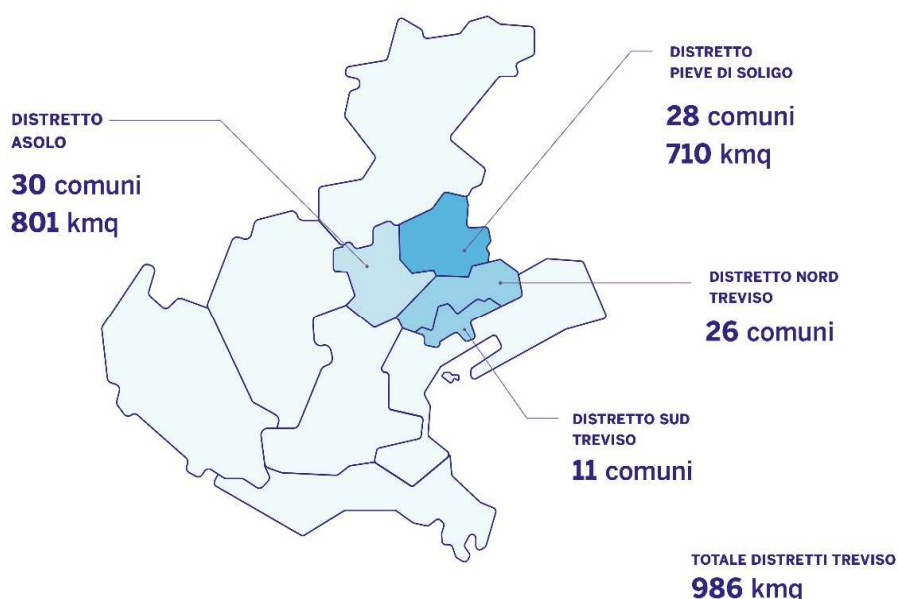 DISTRETTO
PIEVE DI SOLIGO
28 comuni
710 kmq
DISTRETTO
ASOLO
30 comuni
801 kmq
DISTRETTO NORD
TREVISO
26 comuni
DISTRETTO SUD
TREVISO
11 comuni
TOTALE DISTRETTI TREVISO
986 kmq